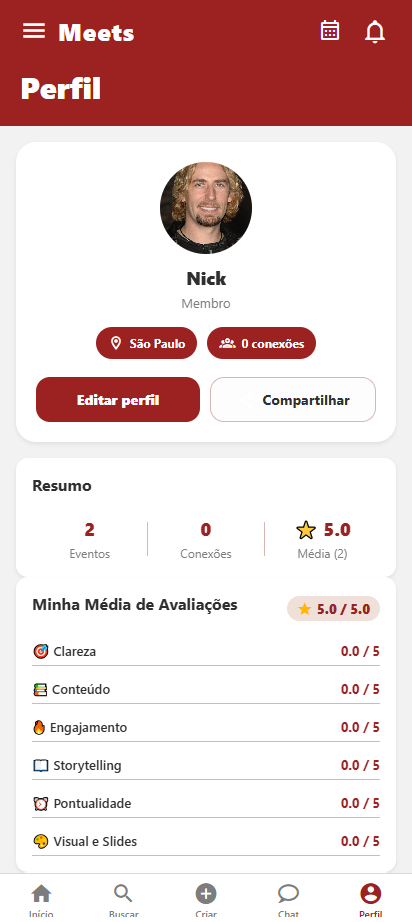 Meets
Perfil
Nick
Membro
São Paulo
0 conexões
Editar perfil
Compartilhar
Resumo
2
0
5.0
Eventos
Conexões
Média (2)
Minha Média de Avaliações
5.0 / 5.0
Clareza
0.0 / 5
Conteúdo
0.0 / 5
Engajamento
0.0 / 5
Storytelling
0.0 / 5
Pontualidade
0.0 / 5
Visual e Slides
0.0 / 5
Início
Buscar
Criar
Chat
Perfil